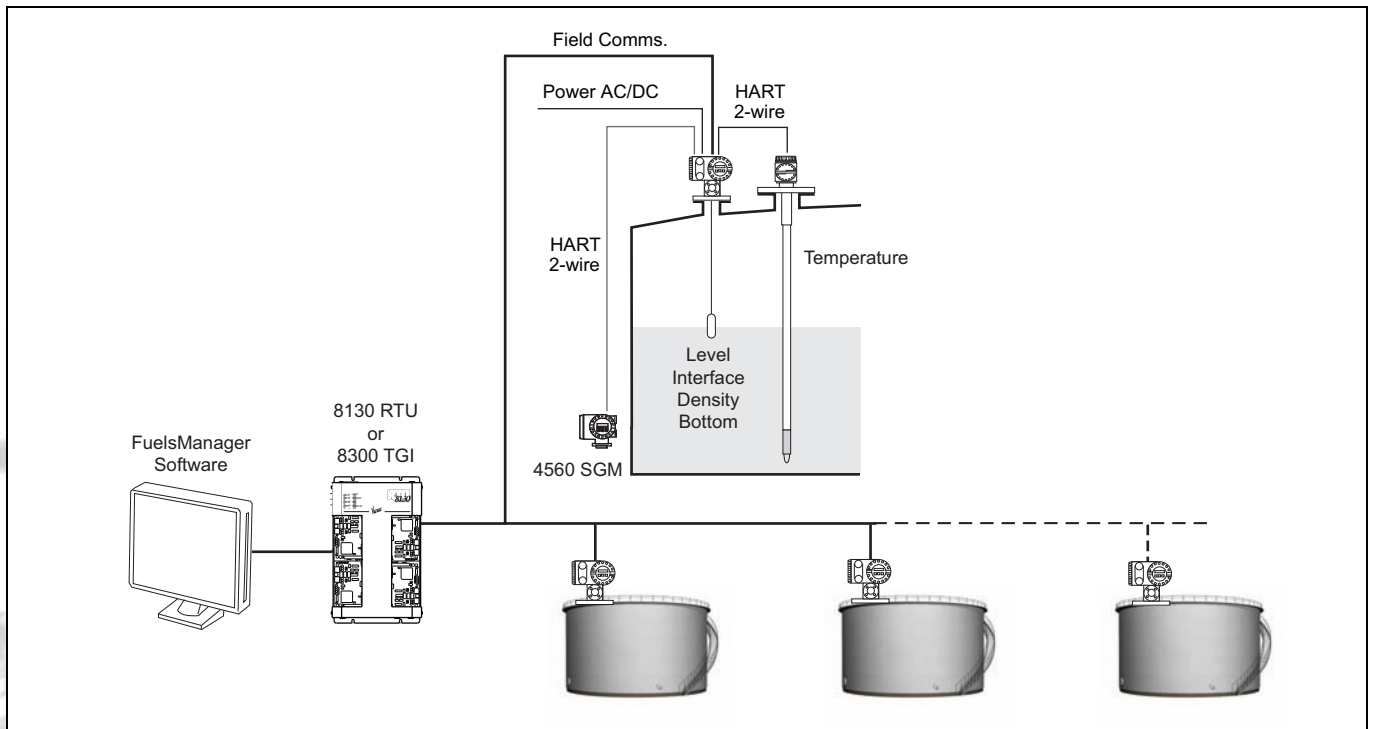 Field Comms.
Power AC/DC
HART
2-wire
HART
2-wire
Temperature
Level
Interface
Density
Bottom
4560 SGM
8130 RTU
or
8300 TGI
FuelsManager
Software
8130